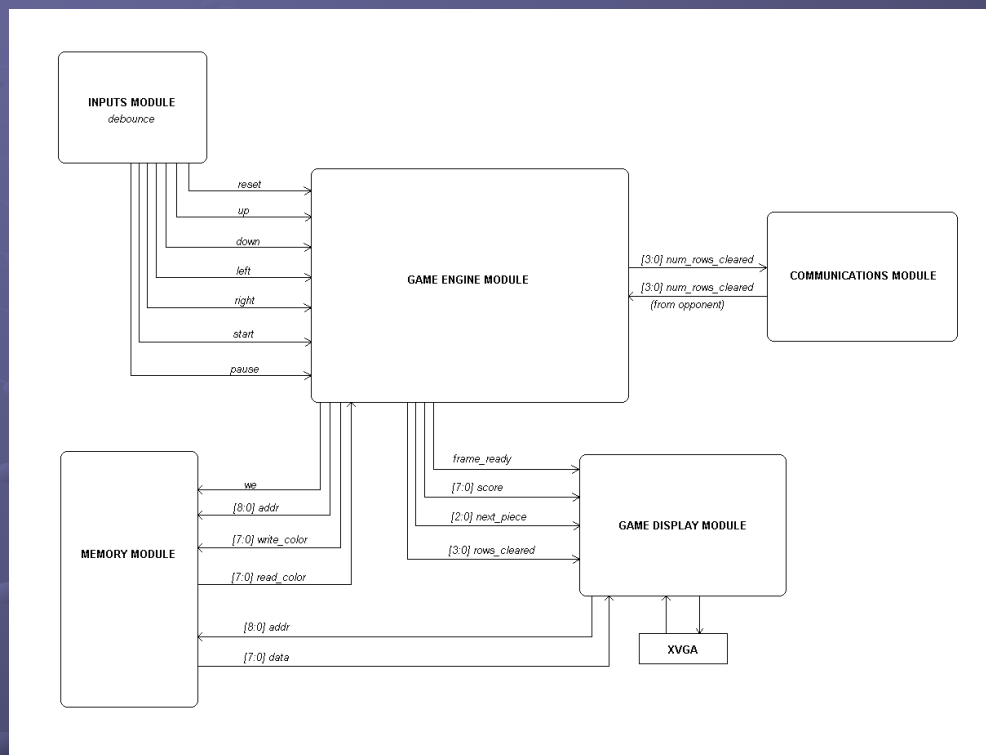 INPUTS MODULE
debounce
reset
up
down
left
right
start
pause
GAME ENGINE MODULE
[3:0] num_rows_cleared
[3:0] num_rows_cleared
(from opponent)
COMMUNICATIONS MODULE
we
[8:0] addr
[7:0] write_color
[7:0] read_color
MEMORY MODULE
frame_ready
[7:0] score
[2:0] next_piece
[3:0] rows_cleared
GAME DISPLAY MODULE
[8:0] addr
[7:0] data
XVGA